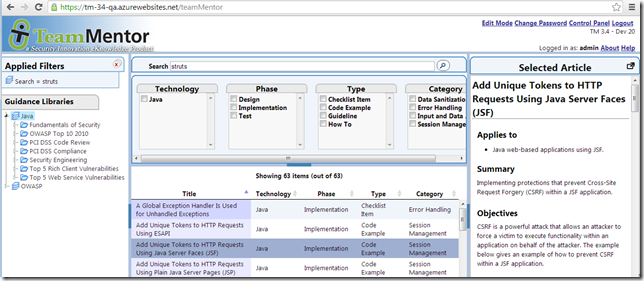 https://tm-34-qa.azurewebsites.net/teamMentor
TeamMentor
a Security Innovation eKnowledge Product
Edit Mode Change Password Control Panel Logout
TM 3.4 - Dev 20
Logged in as: admin About Help
Applied Filters
Search = struts
Guidance Libraries
Java
Fundamentals of Security
OWASP Top 10 2010
PCI DSS Code Review
PCI DSS Compliance
Security Engineering
Top 5 Rich Client Vulnerabilities
Top 5 Web Service Vulnerabilities
OWASP
Search struts
Technology
Java
Phase
Design
Implementation
Test
Type
Checklist Item
Code Example
Guideline
How To
Category
Data Sanitizatio
Error Handling
Input and Data
Session Manage
Showing 63 items (out of 63)
Title Technology Phase Type Category
A Global Exception Handler Is Used Java Implementation Checklist Error Handling
for Unhandled Exceptions Item
Add Unique Tokens to HTTP Requests Java Implementation Code Session
Using ESAPI Example Management
Add Unique Tokens to HTTP Requests Java Implementation Code Session
Using Java Server Faces (JSF) Example Management
Add Unique Tokens to HTTP Requests Java Implementation Code Session
Using Plain Java Server Pages (JSP) Example Management
Selected Article
Add Unique Tokens to HTTP
Requests Using Java Server Faces
(JSF)
Applies to
• Java web-based applications using JSF.
Summary
Implementing protections that prevent Cross-Site
Request Forgery (CSRF) within a JSF application.
Objectives
CSRF is a powerful attack that allows an attacker to
force a victim to execute functionality within an
application on behalf of the attacker. The example
below gives an example of how to prevent CSRF
within a JSF application.